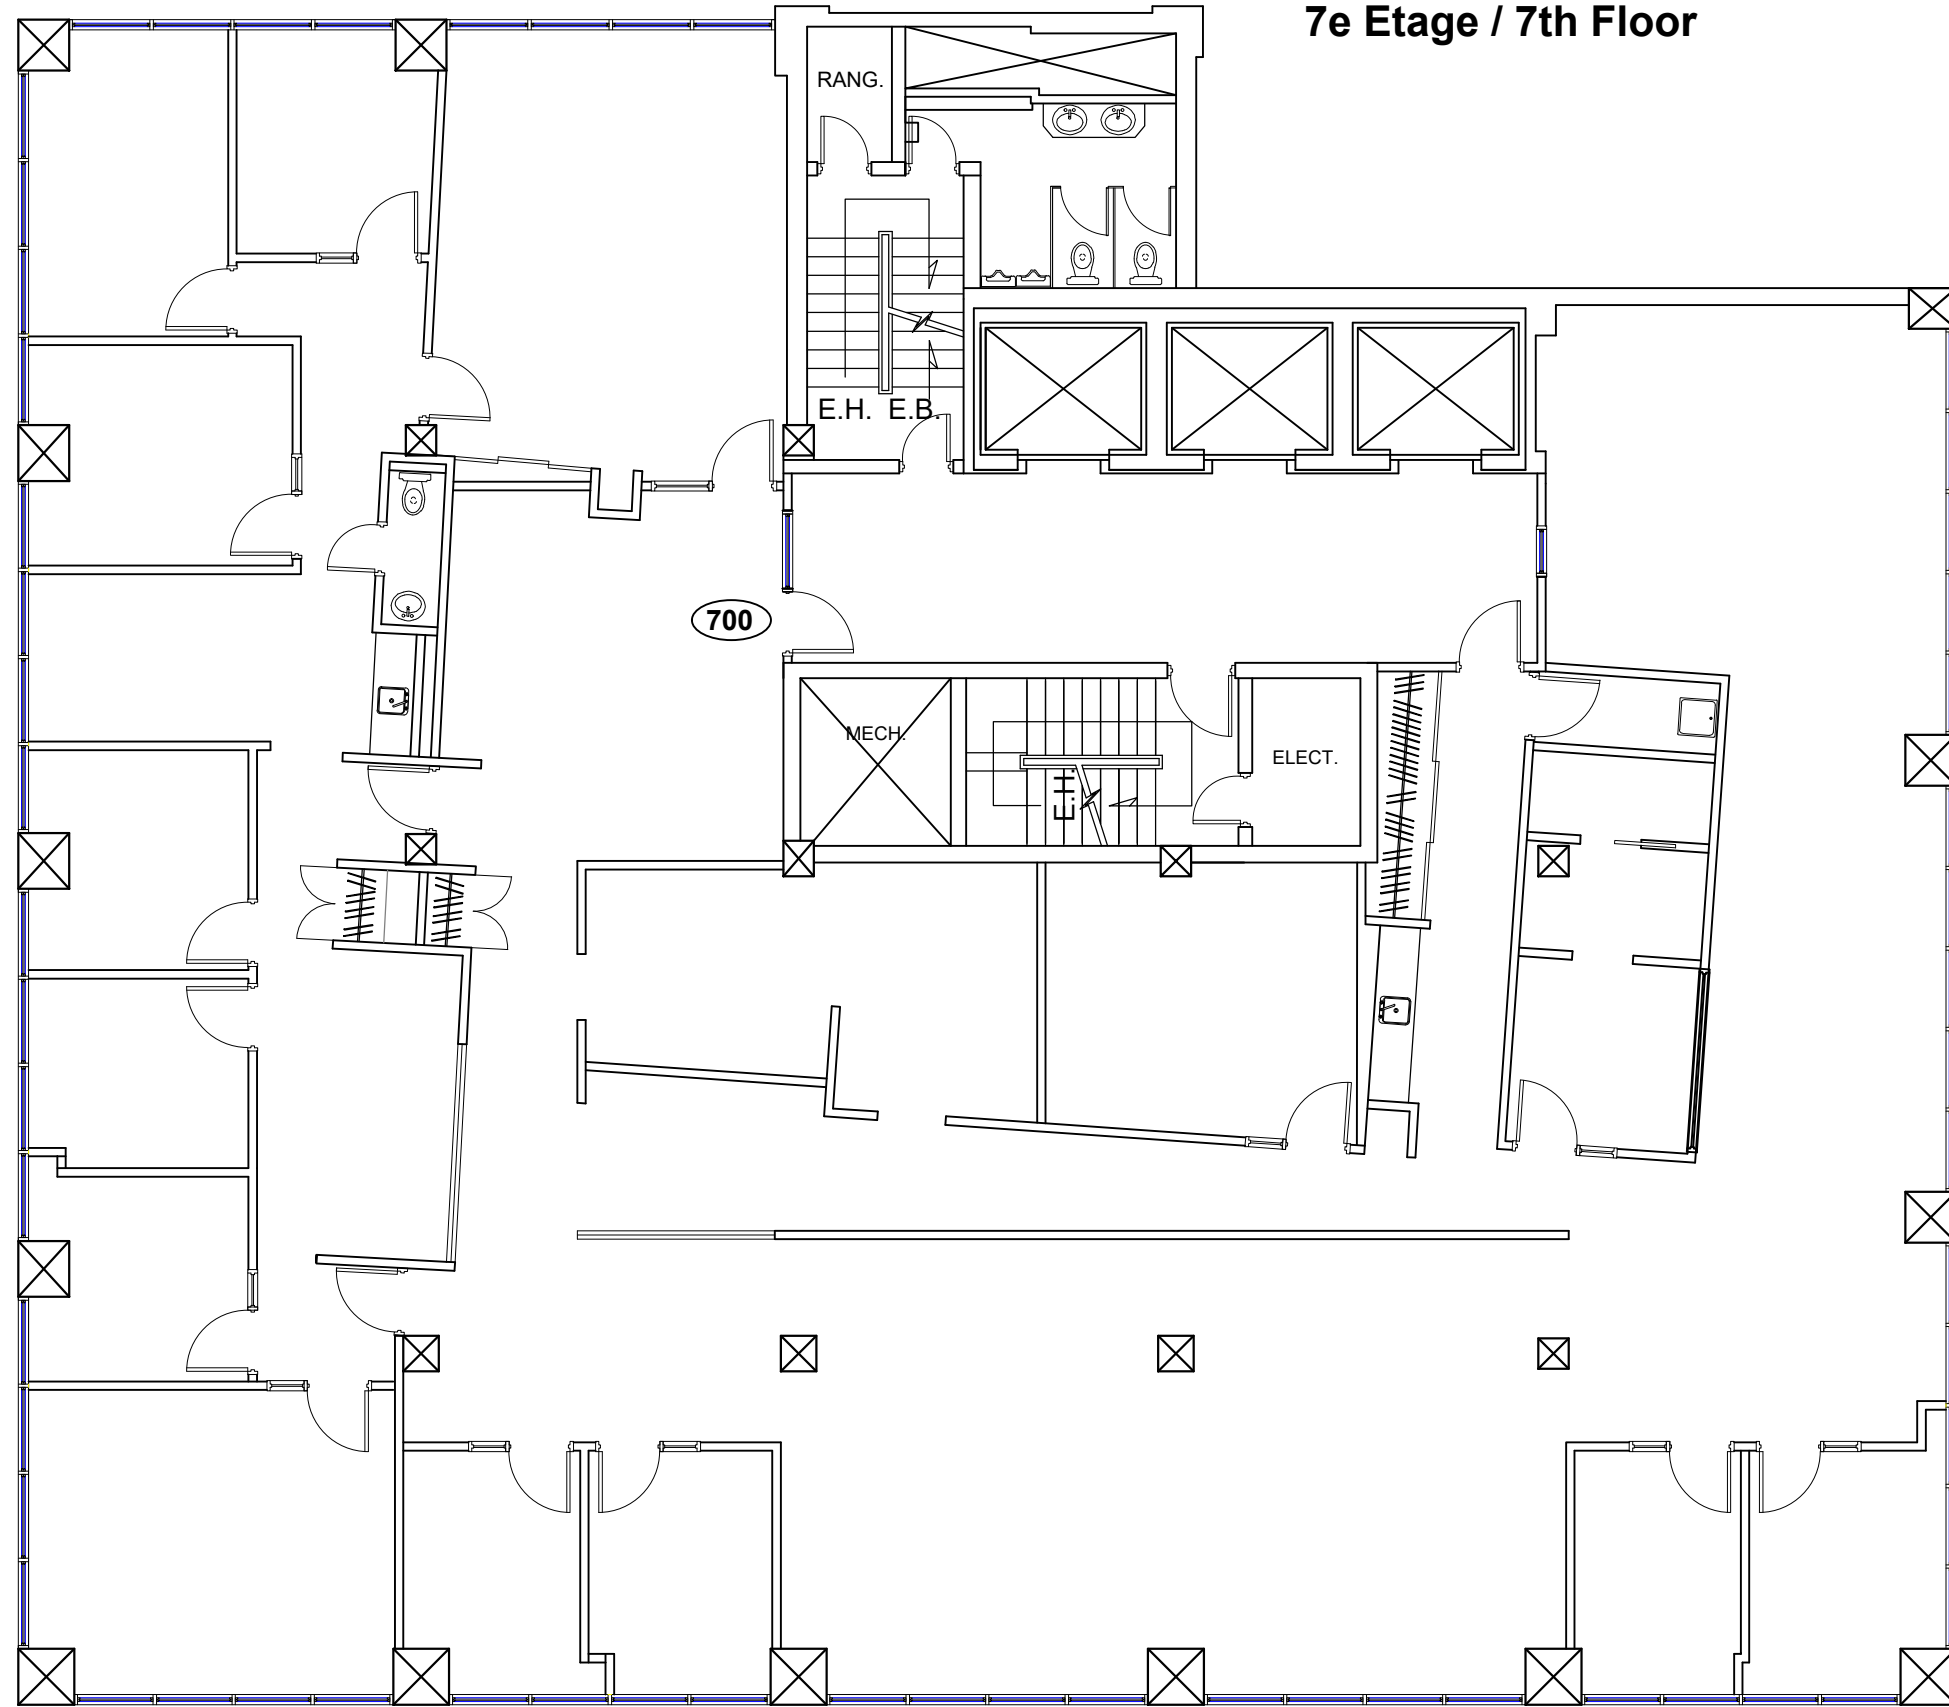 7e Etage / 7th Floor
RANG.
E.H. E.B.
700
MECH.
E.H.
ELECT.